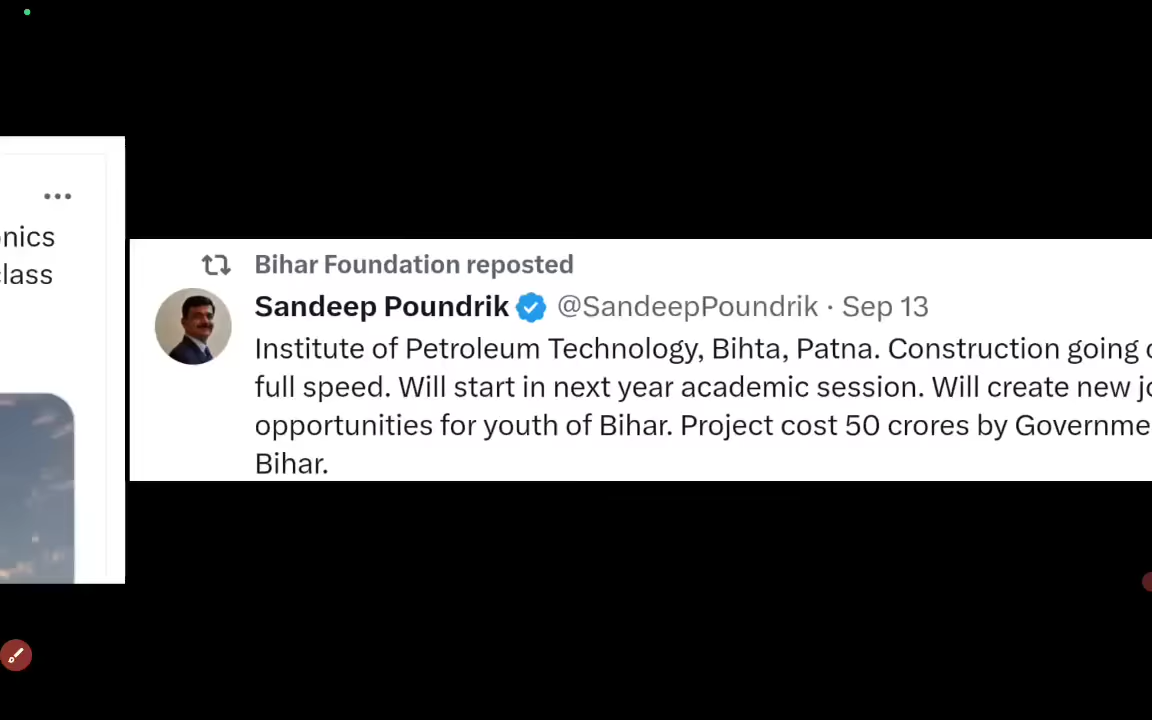 ...
nics
lass
Bihar Foundation reposted
Sandeep Poundrik @SandeepPoundrik · Sep 13
Institute of Petroleum Technology, Bihta, Patna. Construction going
full speed. Will start in next year academic session. Will create new
opportunities for youth of Bihar. Project cost 50 crores by Governme
Bihar.